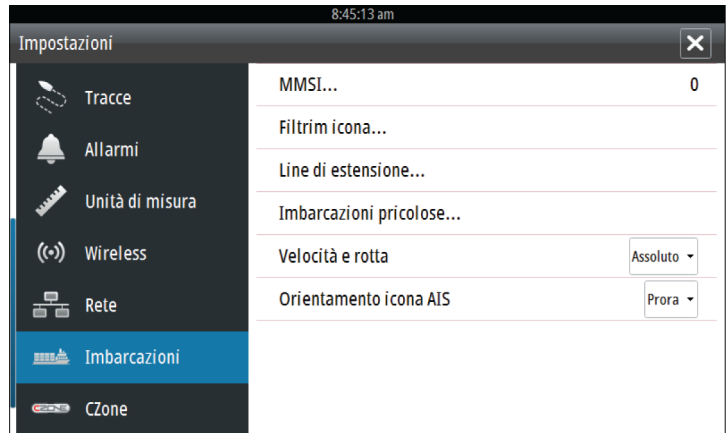 8:45:13 am
Impostazioni
Tracce
Allarmi
Unità di misura
Wireless
Rete
Imbarcazioni
CZONE
CZone
MMSI... 0
Filtrim icona...
Line di estensione...
Imbarcazioni pricolose...
Velocità e rotta Assoluto
Orientamento icona AIS Prora